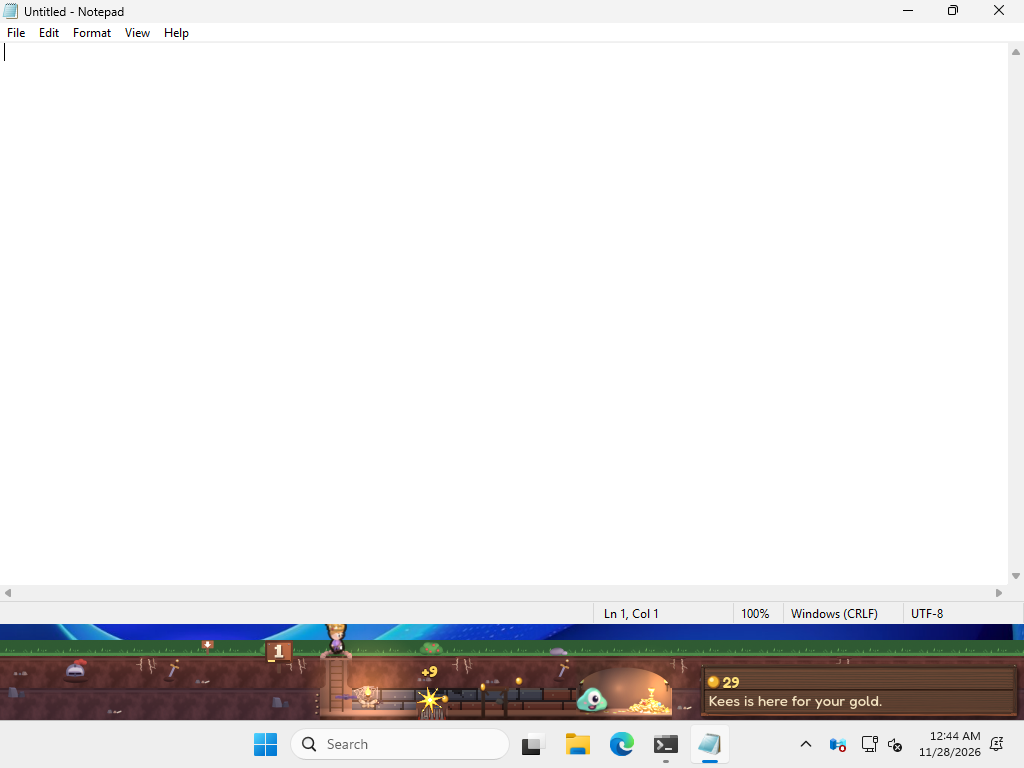 Untitled - Notepad
File Edit Format View Help
Ln 1, Col 1 100% Windows (CRLF) UTF-8
1
+9
29
Kees is here for your gold.
Search
12:44 AM
11/28/2026